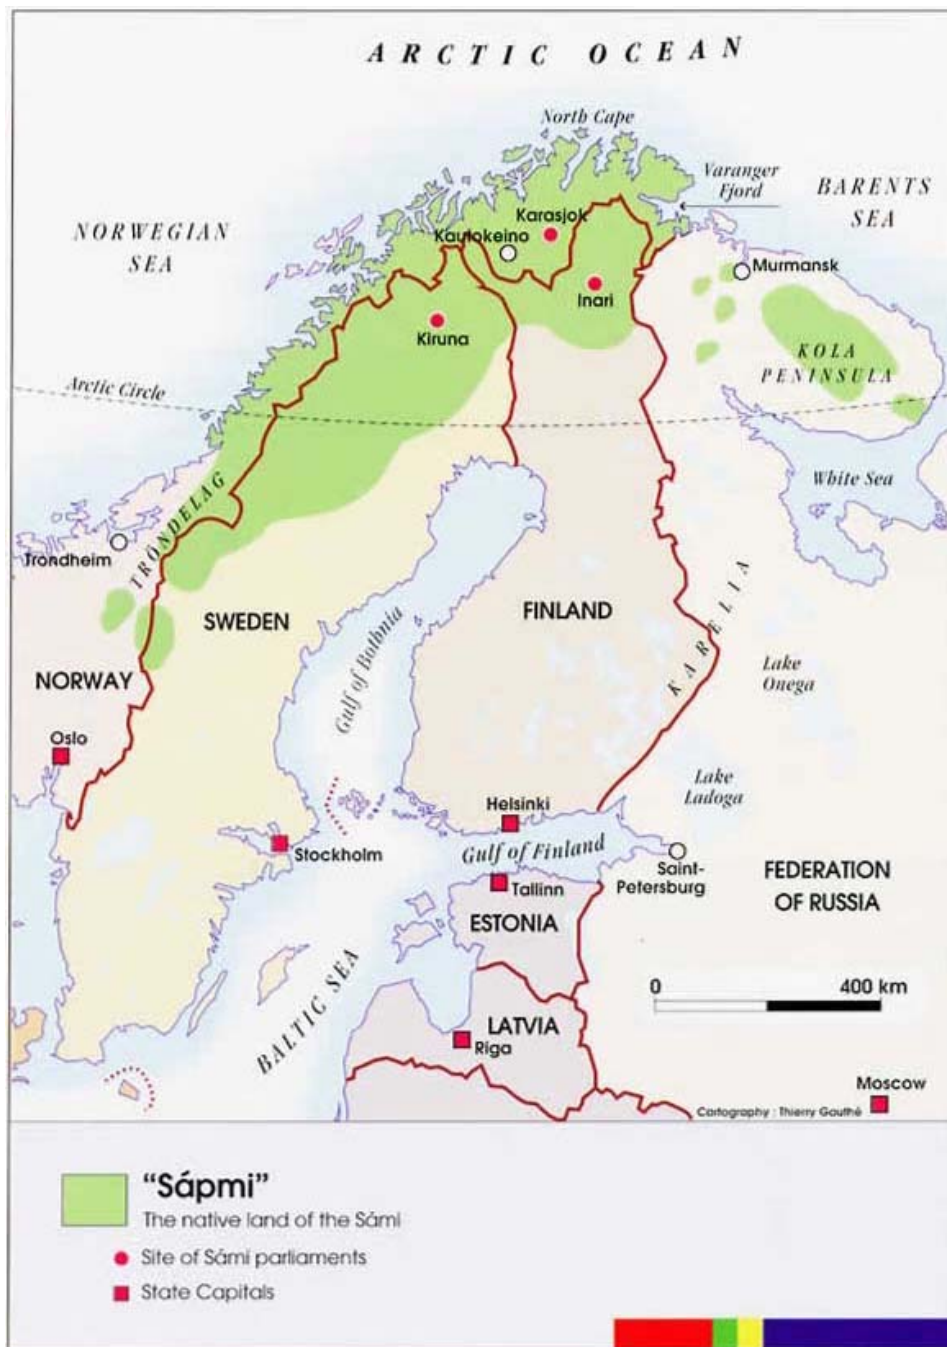 ARCTIC OCEAN
North Cape
Varanger
Fjord
BARENTS
SEA
NORWEGIAN
SEA
Karasjok
Kautokeino
Murmansk
Inari
Kiruna
KOLA
PENINSULA
Arctic Circle
White Sea
TRÖNDELAG
Trondheim
SWEDEN
FINLAND
KARELIA
Gulf of Bothnia
Lake
Onega
NORWAY
Oslo
Lake
Ladoga
Helsinki
Stockholm
Gulf of Finland
Saint-
Petersburg
Tallinn
FEDERATION
OF RUSSIA
ESTONIA
BALTIC SEA
0 400 km
LATVIA
Riga
Moscow
Cartography : Thierry Gauthé
"Sápmi"
The native land of the Sámi
Site of Sámi parliaments
State Capitals